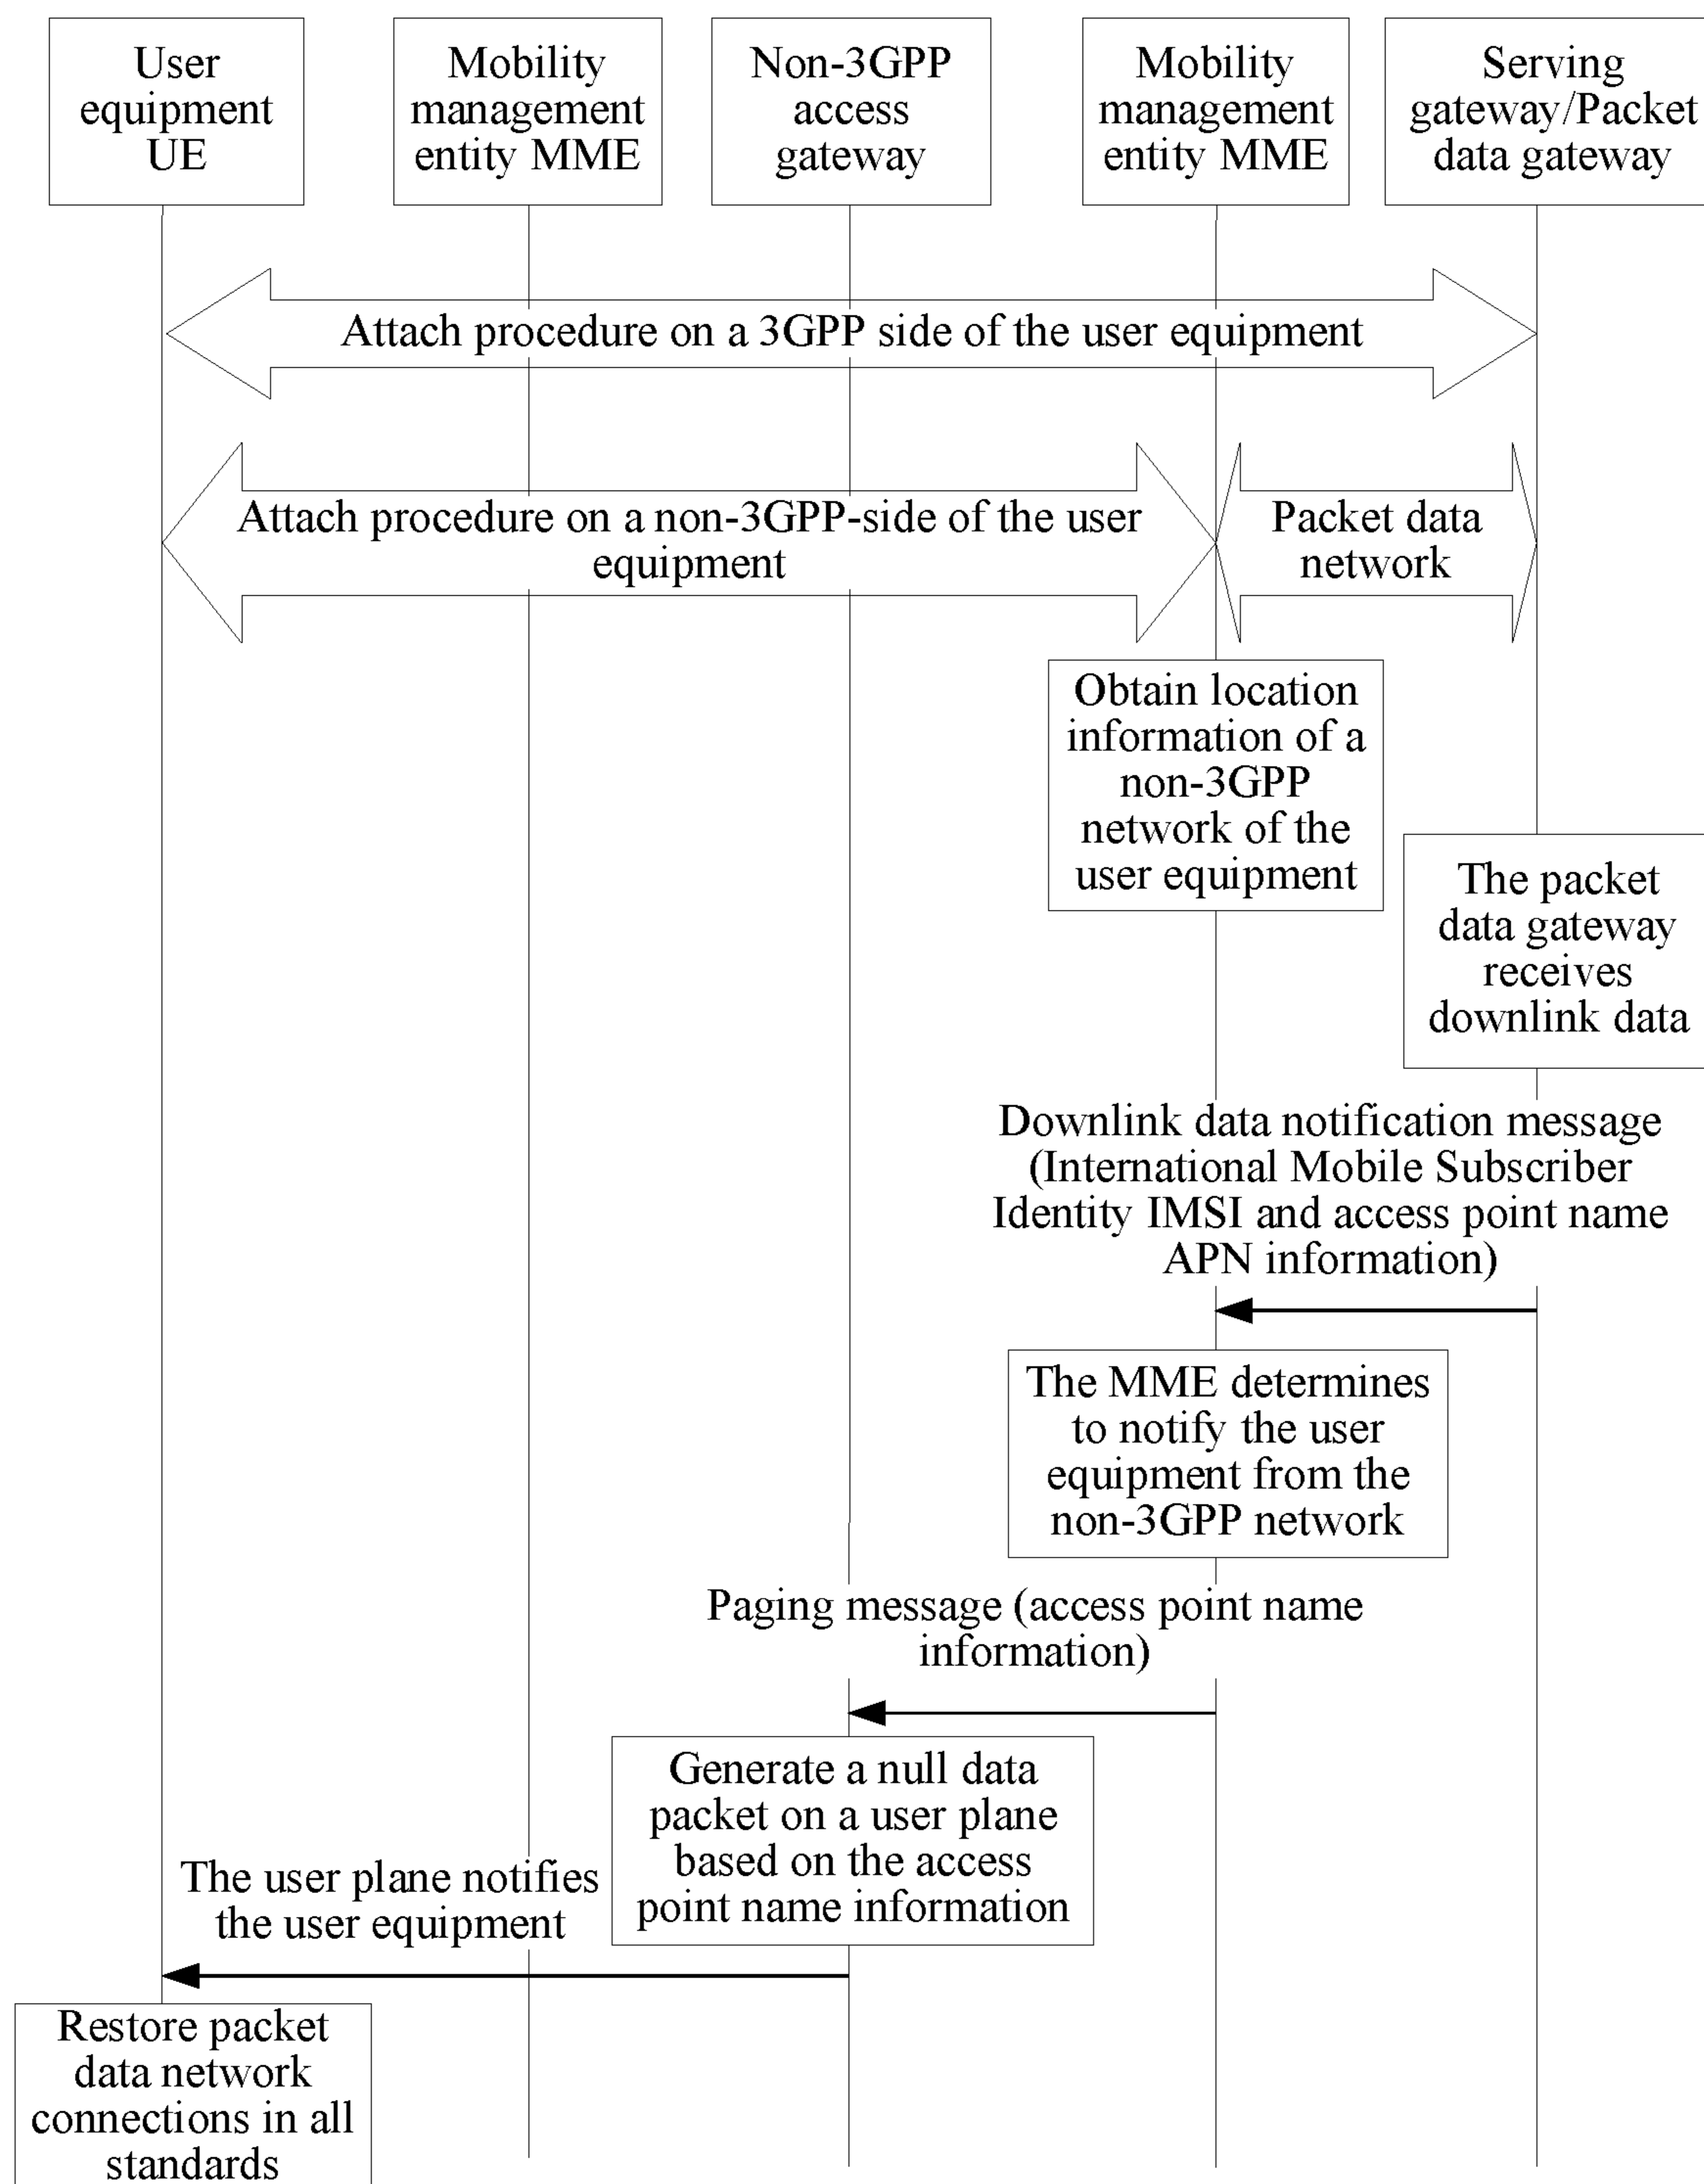 User
equipment
UE
Mobility
management
entity MME
Non-3GPP
access
gateway
Mobility
management
entity MME
Serving
gateway/Packet
data gateway
Attach procedure on a 3GPP side of the user equipment
Attach procedure on a non-3GPP-side of the user
equipment
Packet data
network
Obtain location
information of a
non-3GPP
network of the
user equipment
The packet
data gateway
receives
downlink data
Downlink data notification message
(International Mobile Subscriber
Identity IMSI and access point name
APN information)
The MME determines
to notify the user
equipment from the
non-3GPP network
Paging message (access point name
information)
Generate a null data
packet on a user plane
based on the access
point name information
The user plane notifies
the user equipment
Restore packet
data network
connections in all
standards